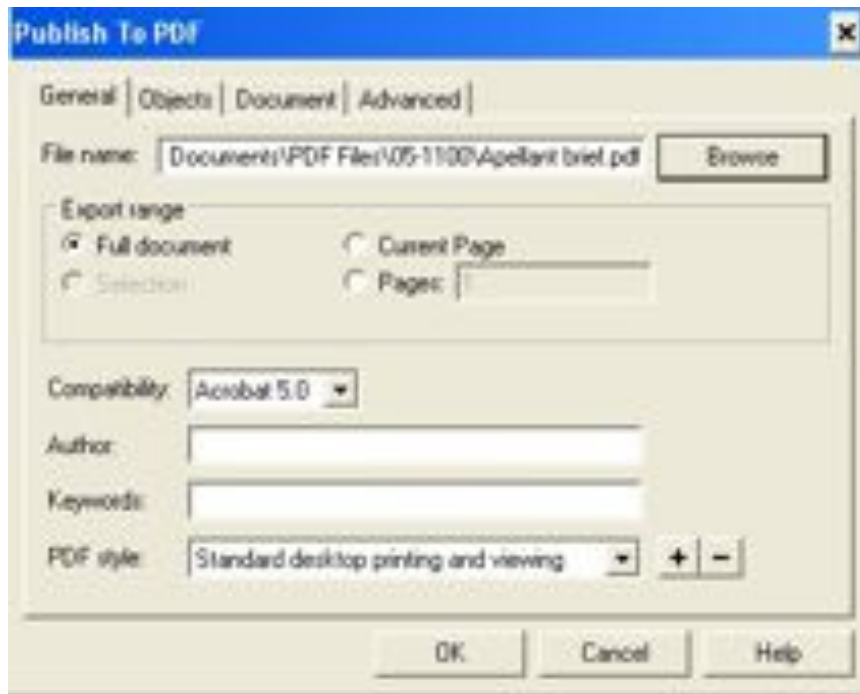 Publish To PDF
General Objects Document Advanced
File name: Documents\PDF Files\05-1100\Apellant brief.pdf Browse
Export range
Full document Current Page
Selection Pages: 1
Compatibility: Acrobat 5.0
Author:
Keywords:
PDF style: Standard desktop printing and viewing + -
OK Cancel Help